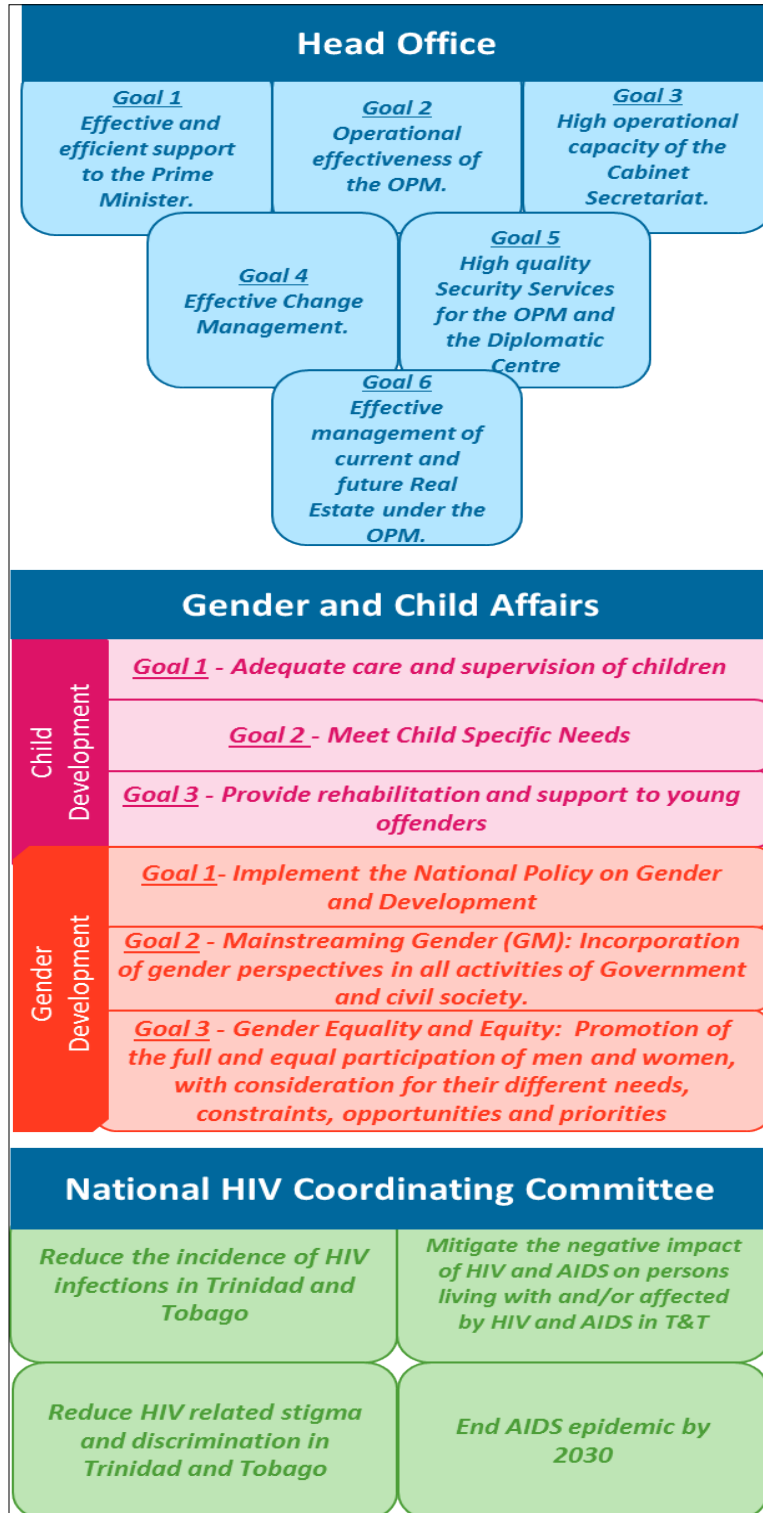 Head Office
Goal 1
Effective and
efficient support
to the Prime
Minister.
Goal 2
Operational
effectiveness of
the OPM.
Goal 3
High operational
capacity of the
Cabinet
Secretariat.
Goal 4
Effective Change
Management.
Goal 5
High quality
Security Services
for the OPM and
the Diplomatic
Centre
Goal 6
Effective
management of
current and
future Real
Estate under the
OPM.
Gender and Child Affairs
Child
Development
Goal 1 - Adequate care and supervision of children
Goal 2 - Meet Child Specific Needs
Goal 3 - Provide rehabilitation and support to young
offenders
Gender
Development
Goal 1- Implement the National Policy on Gender
and Development
Goal 2 - Mainstreaming Gender (GM): Incorporation
of gender perspectives in all activities of Government
and civil society.
Goal 3 - Gender Equality and Equity: Promotion of
the full and equal participation of men and women,
with consideration for their different needs,
constraints, opportunities and priorities
National HIV Coordinating Committee
Reduce the incidence of HIV
infections in Trinidad and
Tobago
Mitigate the negative impact
of HIV and AIDS on persons
living with and/or affected
by HIV and AIDS in T&T
Reduce HIV related stigma
and discrimination in
Trinidad and Tobago
End AIDS epidemic by
2030